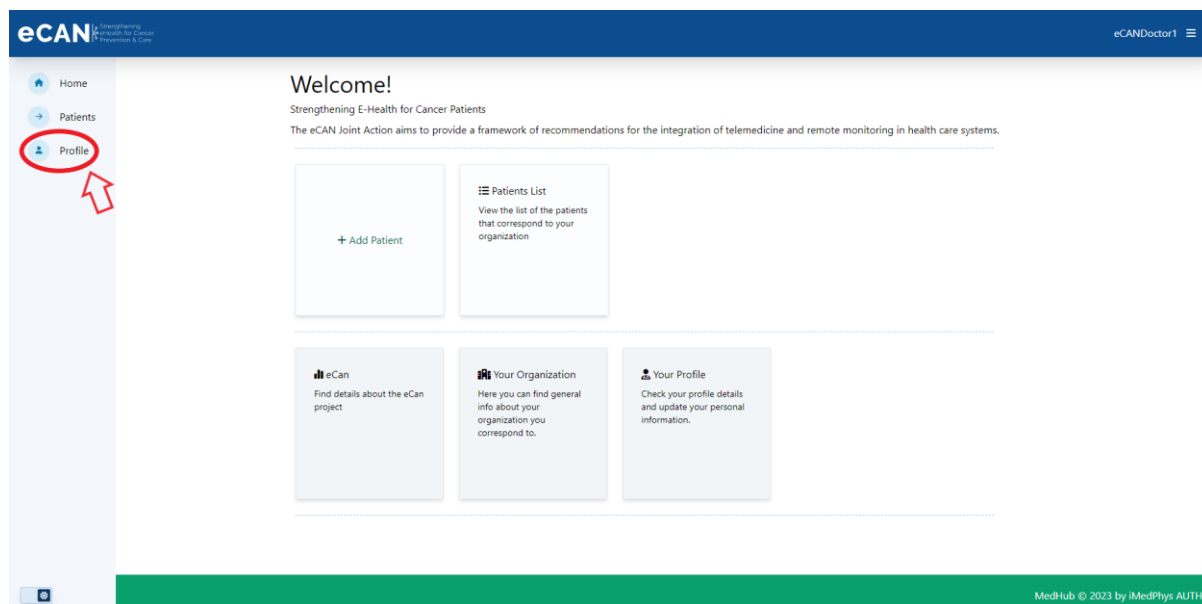 eCAN
Strengthening
eHealth for Cancer
Prevention & Care
eCANDoctor1
Home
Patients
Profile
Welcome!
Strengthening E-Health for Cancer Patients
The eCAN Joint Action aims to provide a framework of recommendations for the integration of telemedicine and remote monitoring in health care systems.
+ Add Patient
Patients List
View the list of the patients
that correspond to your
organization
eCan
Find details about the eCan
project
Your Organization
Here you can find general
info about your
organization you
correspond to.
Your Profile
Check your profile details
and update your personal
information.
MedHub © 2023 by iMedPhys AUTH